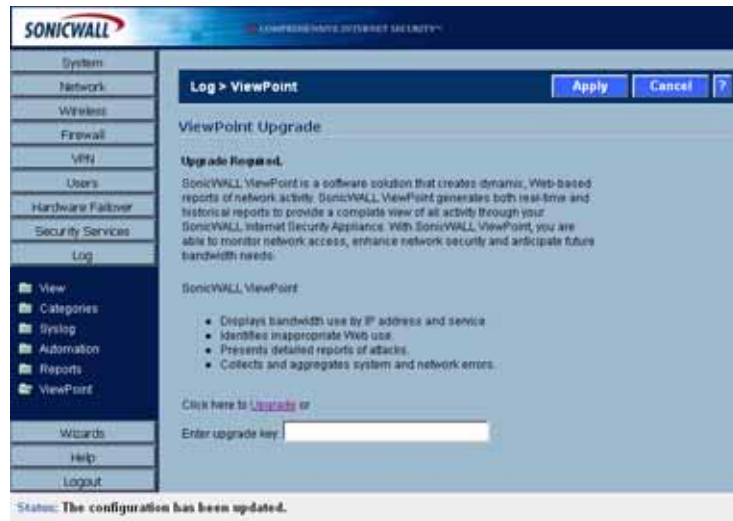 SONICWALL
COMPREHENSIVE INTERNET SECURITY™
System
Network
Wireless
Firewall
VPN
Users
Hardware Failover
Security Services
Log
View
Categories
Syslog
Automation
Reports
ViewPoint
Wizards
Help
Logout
Log > ViewPoint
Apply
Cancel
?
ViewPoint Upgrade
Upgrade Required.
SonicWALL ViewPoint is a software solution that creates dynamic, Web-based
reports of network activity. SonicWALL ViewPoint generates both real-time and
historical reports to provide a complete view of all activity through your
SonicWALL Internet Security Appliance. With SonicWALL ViewPoint, you are
able to monitor network access, enhance network security and anticipate future
bandwidth needs.
SonicWALL ViewPoint
• Displays bandwidth use by IP address and service
• Identifies inappropriate Web use.
• Presents detailed reports of attacks.
• Collects and aggregates system and network errors.
Click here to Upgrade or
Enter upgrade key
Status: The configuration has been updated.